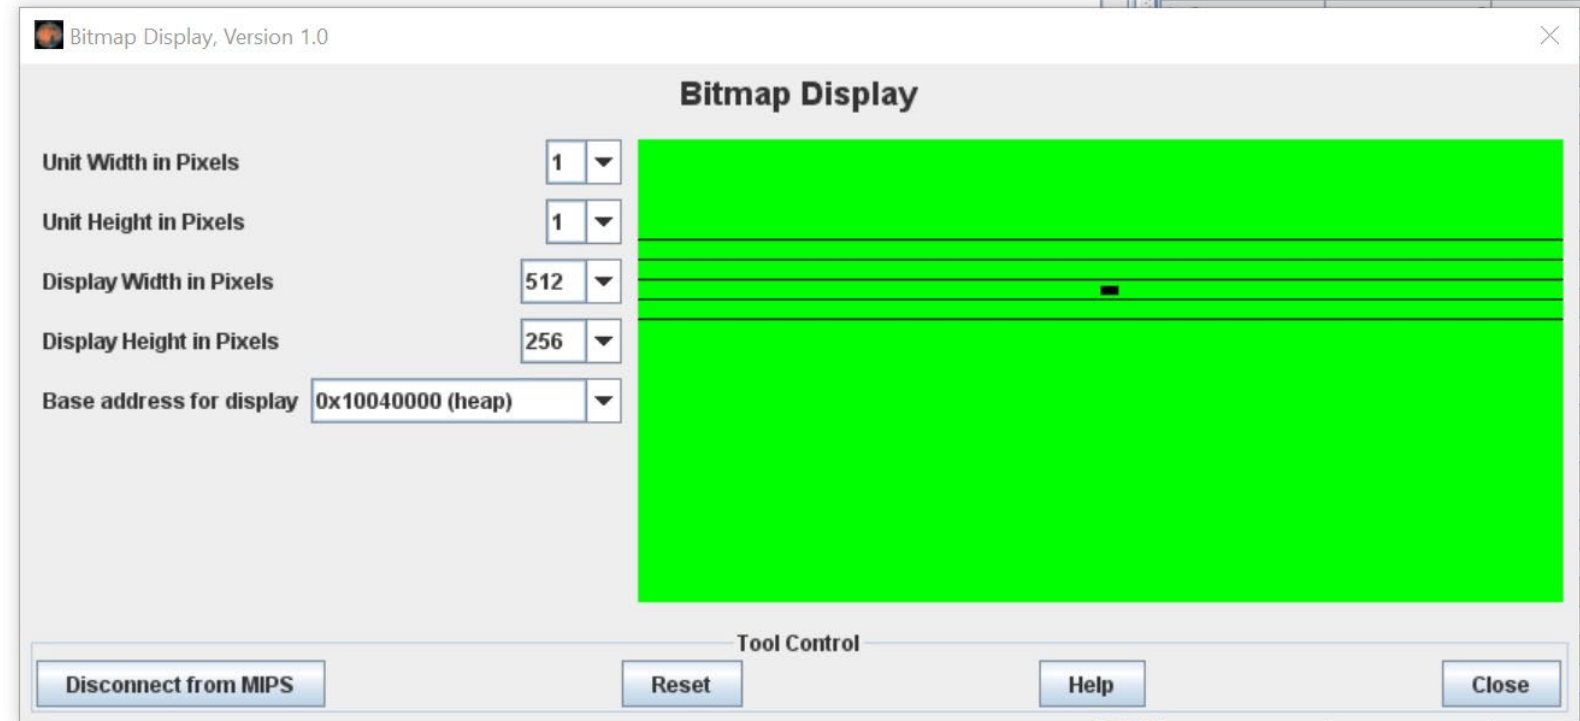 Bitmap Display, Version 1.0
Bitmap Display
Unit Width in Pixels 1
Unit Height in Pixels 1
Display Width in Pixels 512
Display Height in Pixels 256
Base address for display 0x10040000 (heap)
Tool Control
Disconnect from MIPS Reset Help Close